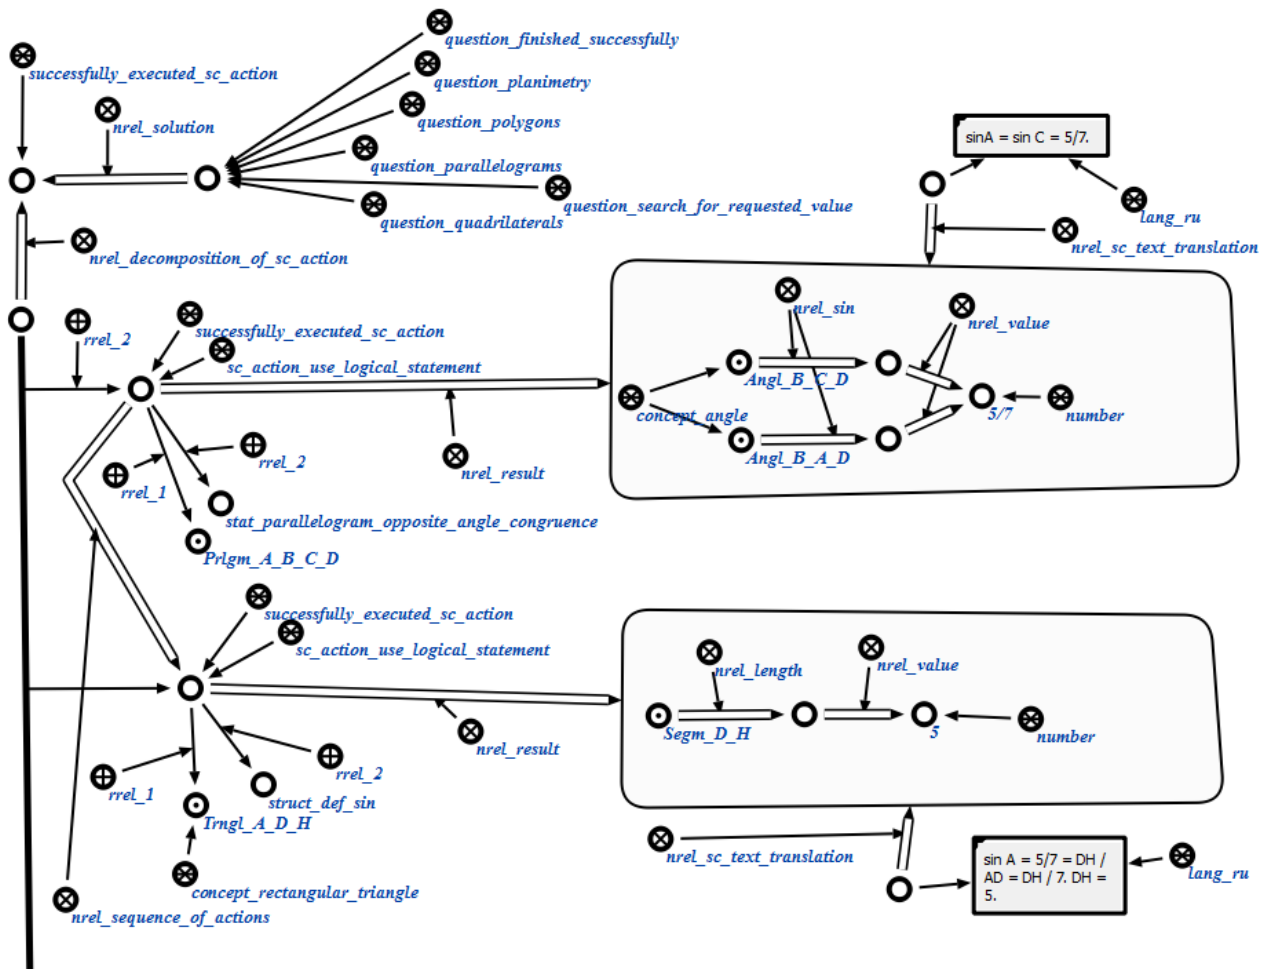 question_finished_successfully
successfully_executed_sc_action
question_planimetry
nrel_solution
question_polygons
sinA = sin C = 5/7.
question_parallelograms
question_search_for_requested_value
question_quadrilaterals
lang_ru
nrel_sc_text_translation
nrel_decomposition_of_sc_action
nrel_sin
nrel_value
rrel_2
successfully_executed_sc_action
sc_action_use_logical_statement
Angl_B_C_D
concept_angle
5/7
number
Angl_B_A_D
rrel_2
nrel_result
rrel_1
stat_parallelogram_opposite_angle_congruence
Prlgm_A_B_C_D
successfully_executed_sc_action
sc_action_use_logical_statement
nrel_length
nrel_value
Segm_D_H
5
number
nrel_result
rrel_2
rrel_1
struct_def_sin
Trngl_A_D_H
nrel_sc_text_translation
sin A = 5/7 = DH /
AD = DH / 7. DH =
5.
lang_ru
concept_rectangular_triangle
nrel_sequence_of_actions